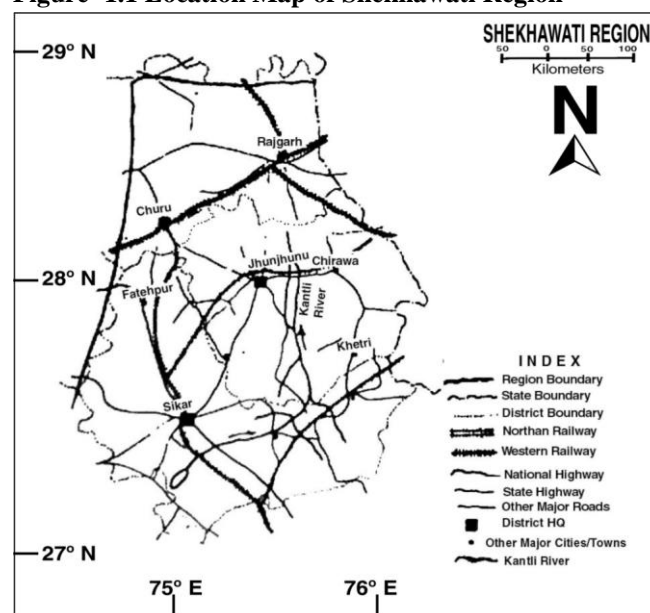 Figure 1.1 Location Map of Shekhawati Region
SHEKHAWATI REGION
50 0 50 100
Kilometers
N
29° N
28° N
27° N
75° E
76° E
Rajgarh
Churu
Jhunjhunu
Chirawa
Fatehpur
Kantli
River
Khetri
Sikar
INDEX
Region Boundary
State Boundary
District Boundary
Northan Railway
Western Railway
National Highway
State Highway
Other Major Roads
District HQ
Other Major Cities/Towns
Kantli River